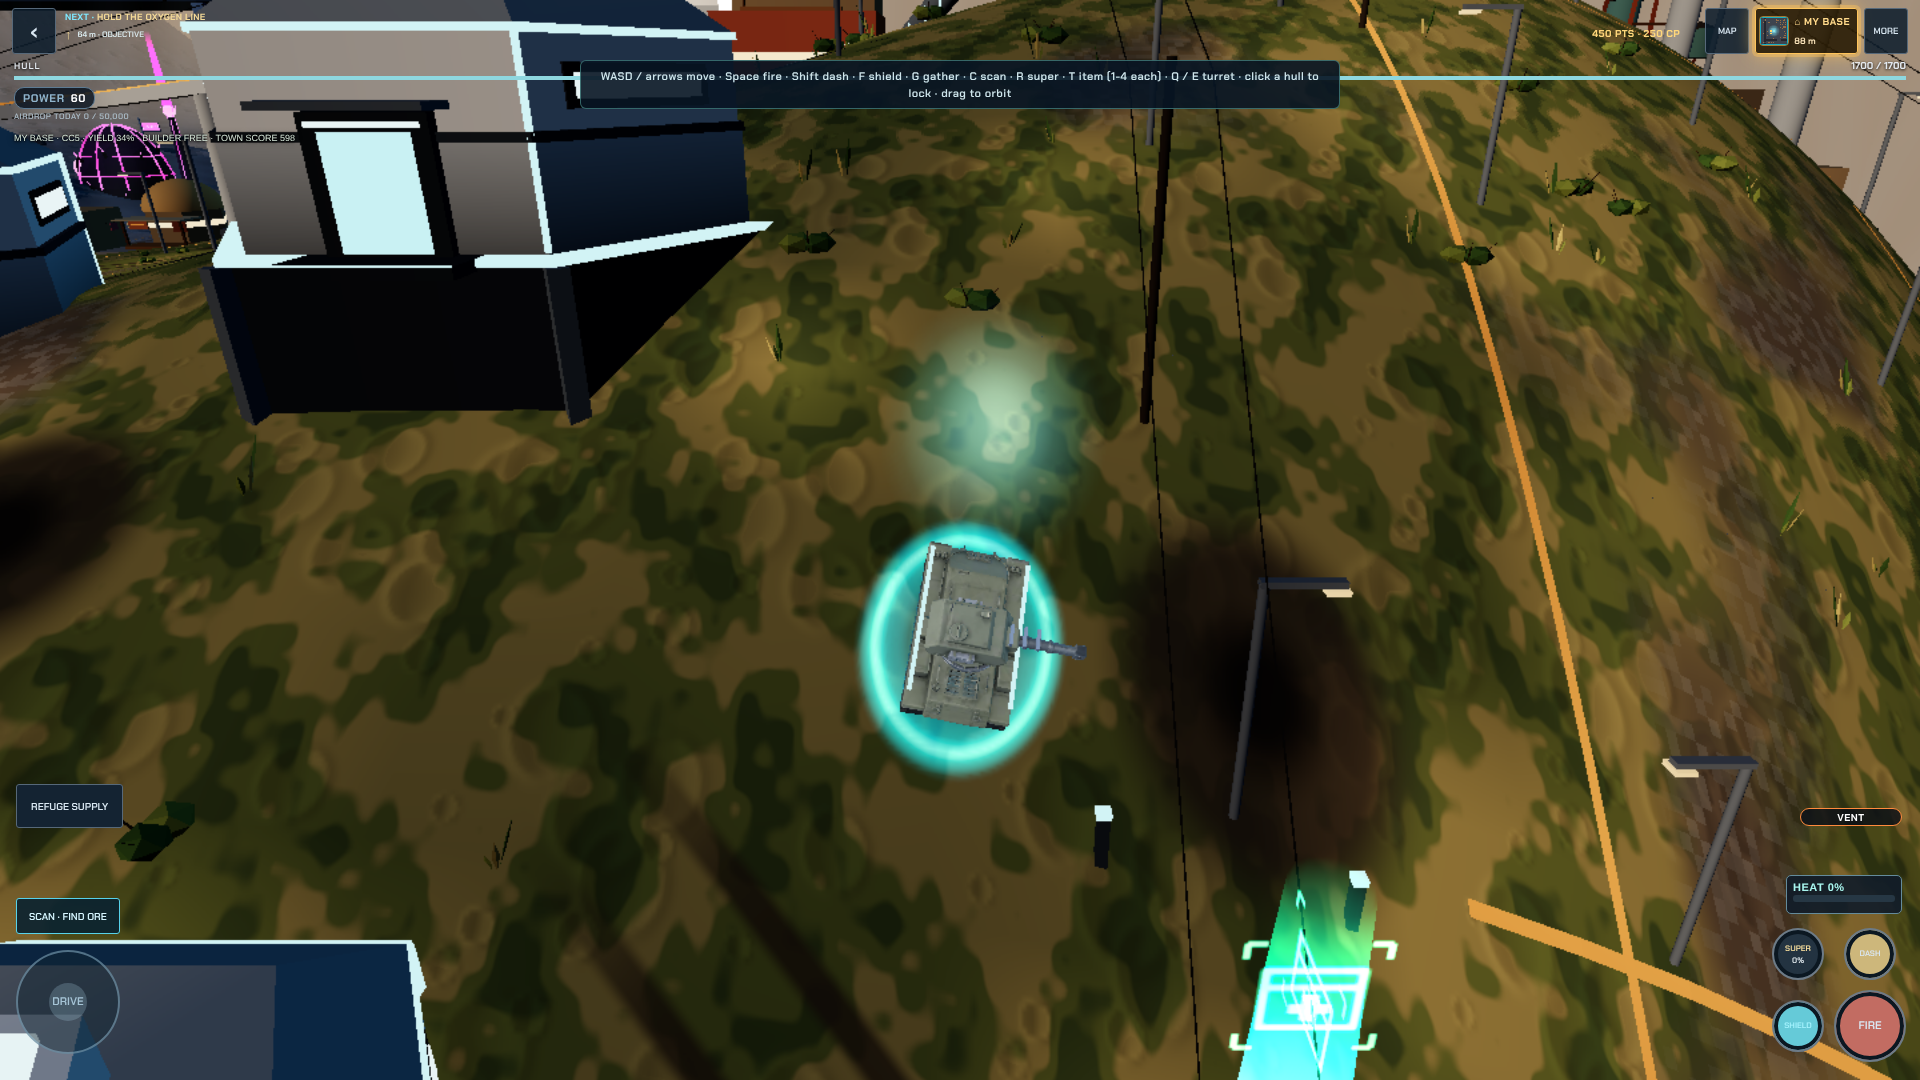 NEXT · HOLD THE OXYGEN LINE
64 m · OBJECTIVE
HULL
POWER 60
AIRDROP TODAY 0 / 50,000
MY BASE · CC5 · YIELD 34% · BUILDER FREE · TOWN SCORE 598
WASD / arrows move · Space fire · Shift dash · F shield · G gather · C scan · R super · T item (1-4 each) · Q / E turret · click a hull to
lock · drag to orbit
450 PTS · 250 CP
MAP
⌂ MY BASE
88 m
MORE
1700 / 1700
REFUGE SUPPLY
SCAN · FIND ORE
DRIVE
VENT
HEAT 0%
SUPER
0%
DASH
SHIELD
FIRE